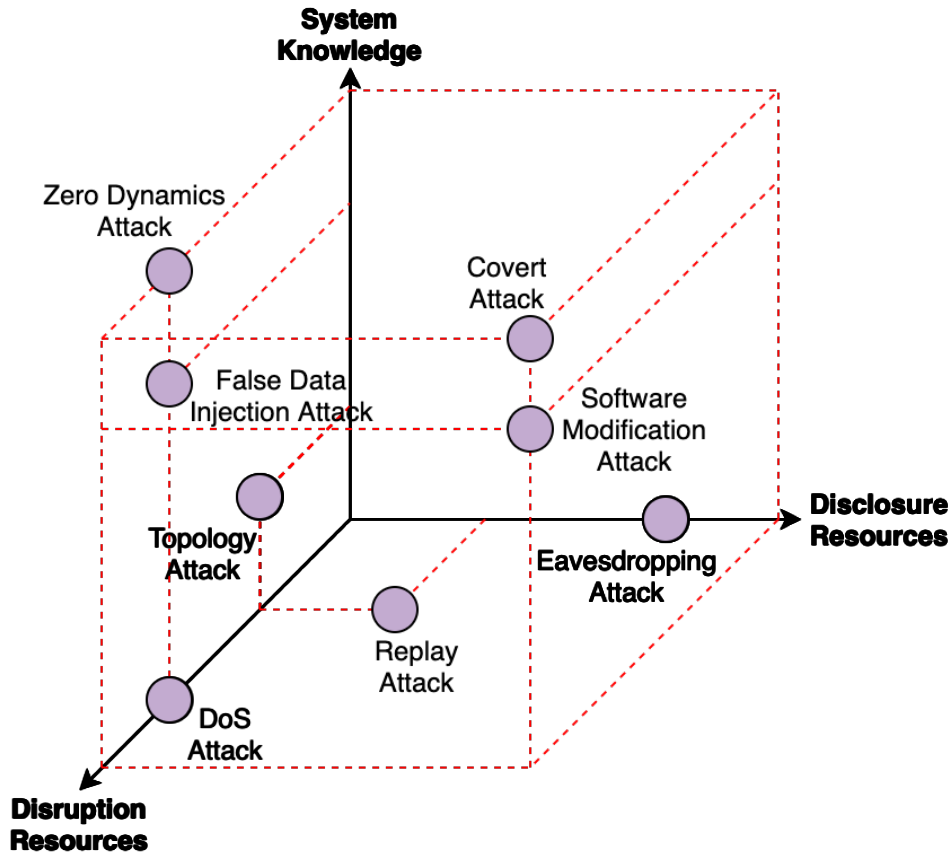 System
Knowledge
Zero Dynamics
Attack
Covert
Attack
False Data
Injection Attack
Software
Modification
Attack
Disclosure
Resources
Topology
Attack
Eavesdropping
Attack
Replay
Attack
DoS
Attack
Disruption
Resources